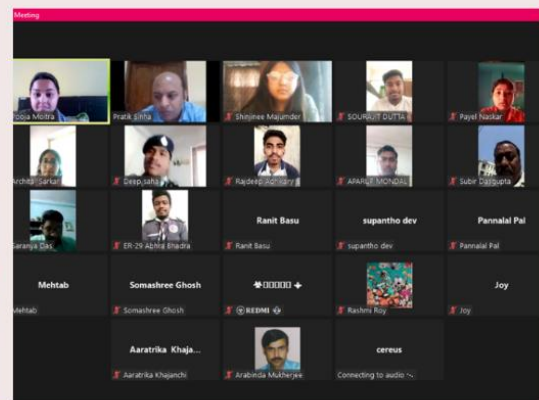 Meeting
Pooja Moitra
Pratik Sinha
Shinjinee Majumder
SOURAJIT DUTTA
Payel Naskar
Archita Sarkar
Deep saha
Rajdeep Adhikary
APARUP MONDAL
Subir Dasgupta
Saranya Das
ER-29 Abhra Bhadra
Ranit Basu
Ranit Basu
supantho dev
supantho dev
Pannalal Pal
Pannalal Pal
Mehtab
Mehtab
Somashree Ghosh
Somashree Ghosh
REDMI
Rashmi Roy
Joy
Joy
Aaratrika Khaja...
Aaratrika Khajanchi
Arabinda Mukherjee
cereus
Connecting to audio